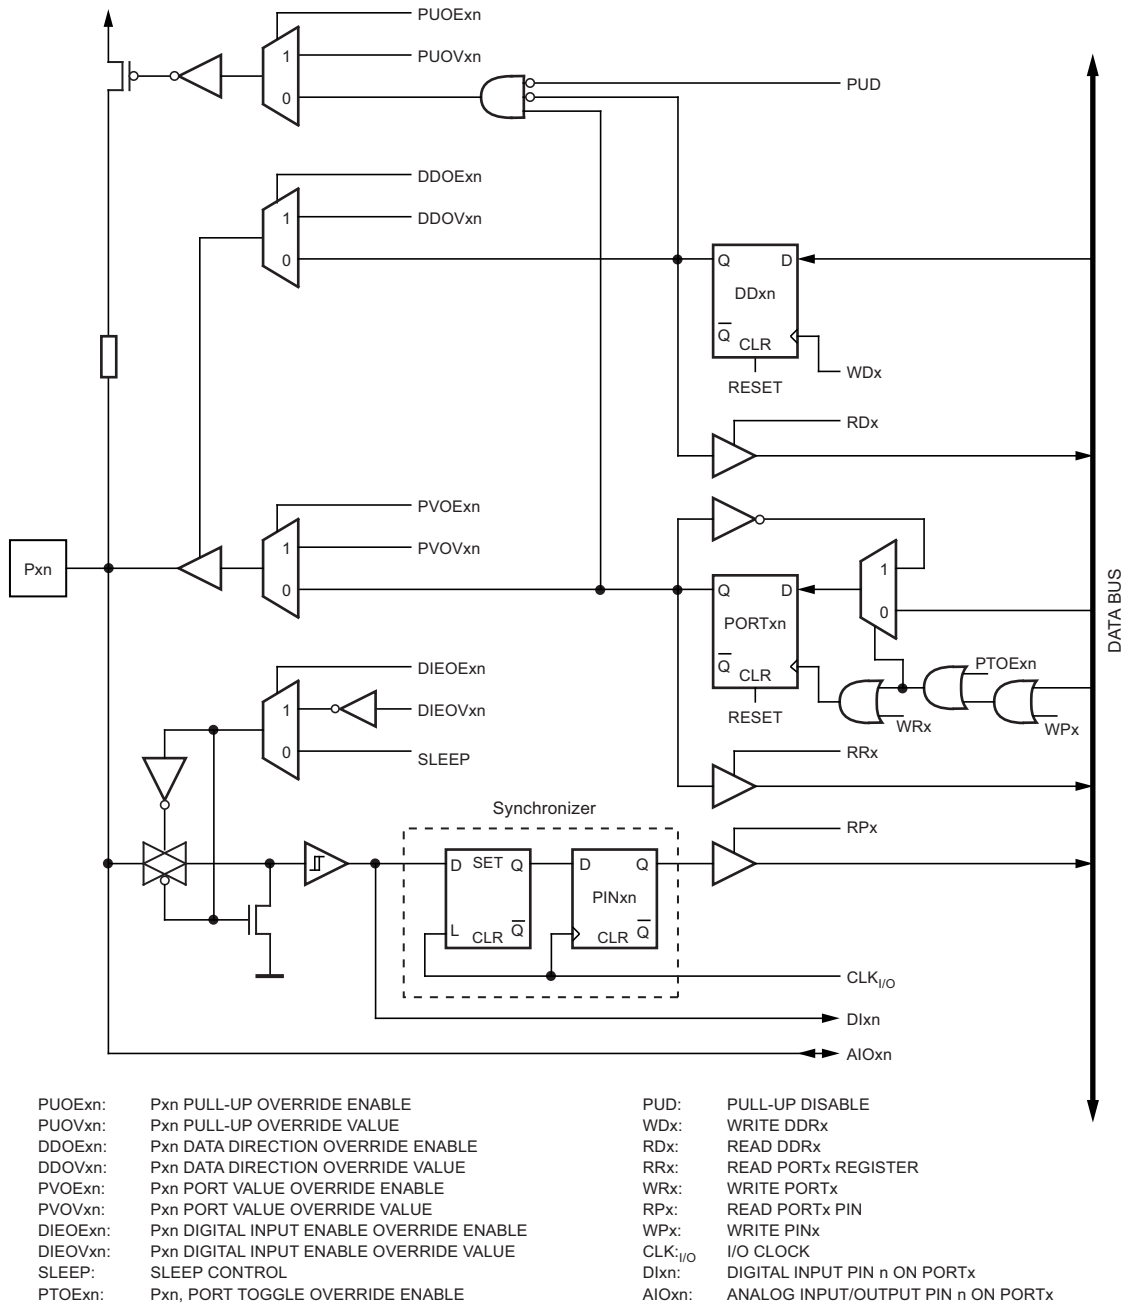 PUOExn
PUOVxn
1
0
PUD
DDOExn
DDOVxn
1
0
Q D
DDxn
Q
CLR
RESET
WDx
RDx
PVOExn
PVOVxn
1
0
Pxn
1
0
Q D
PORTxn
Q
CLR
RESET
PTOExn
WRx
WPx
DATA BUS
DIEOExn
DIEOVxn
1
0
SLEEP
RRx
Synchronizer
RPx
D SET Q
L CLR Q
D Q
PINxn
CLR Q
CLKI/O
DIxn
AIOxn
PUOExn: Pxn PULL-UP OVERRIDE ENABLE
PUOVxn: Pxn PULL-UP OVERRIDE VALUE
DDOExn: Pxn DATA DIRECTION OVERRIDE ENABLE
DDOVxn: Pxn DATA DIRECTION OVERRIDE VALUE
PVOExn: Pxn PORT VALUE OVERRIDE ENABLE
PVOVxn: Pxn PORT VALUE OVERRIDE VALUE
DIEOExn: Pxn DIGITAL INPUT ENABLE OVERRIDE ENABLE
DIEOVxn: Pxn DIGITAL INPUT ENABLE OVERRIDE VALUE
SLEEP: SLEEP CONTROL
PTOExn: Pxn, PORT TOGGLE OVERRIDE ENABLE
PUD: PULL-UP DISABLE
WDx: WRITE DDRx
RDx: READ DDRx
RRx: READ PORTx REGISTER
WRx: WRITE PORTx
RPx: READ PORTx PIN
WPx: WRITE PINx
CLK:I/O I/O CLOCK
DIxn: DIGITAL INPUT PIN n ON PORTx
AIOxn: ANALOG INPUT/OUTPUT PIN n ON PORTx